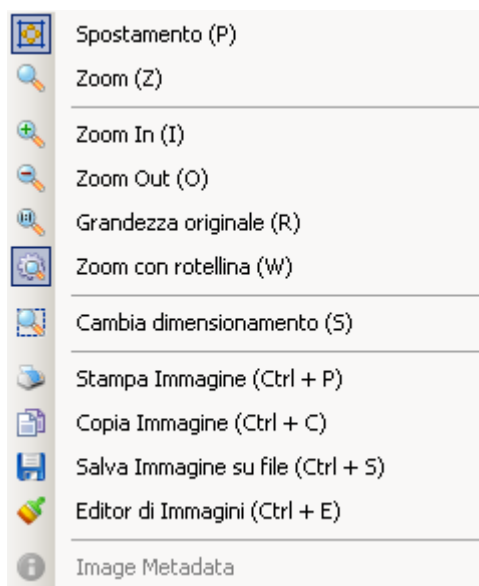 Spostamento (P)
Zoom (Z)
Zoom In (I)
Zoom Out (O)
Grandezza originale (R)
Zoom con rotellina (W)
Cambia dimensionamento (S)
Stampa Immagine (Ctrl + P)
Copia Immagine (Ctrl + C)
Salva Immagine su file (Ctrl + S)
Editor di Immagini (Ctrl + E)
Image Metadata